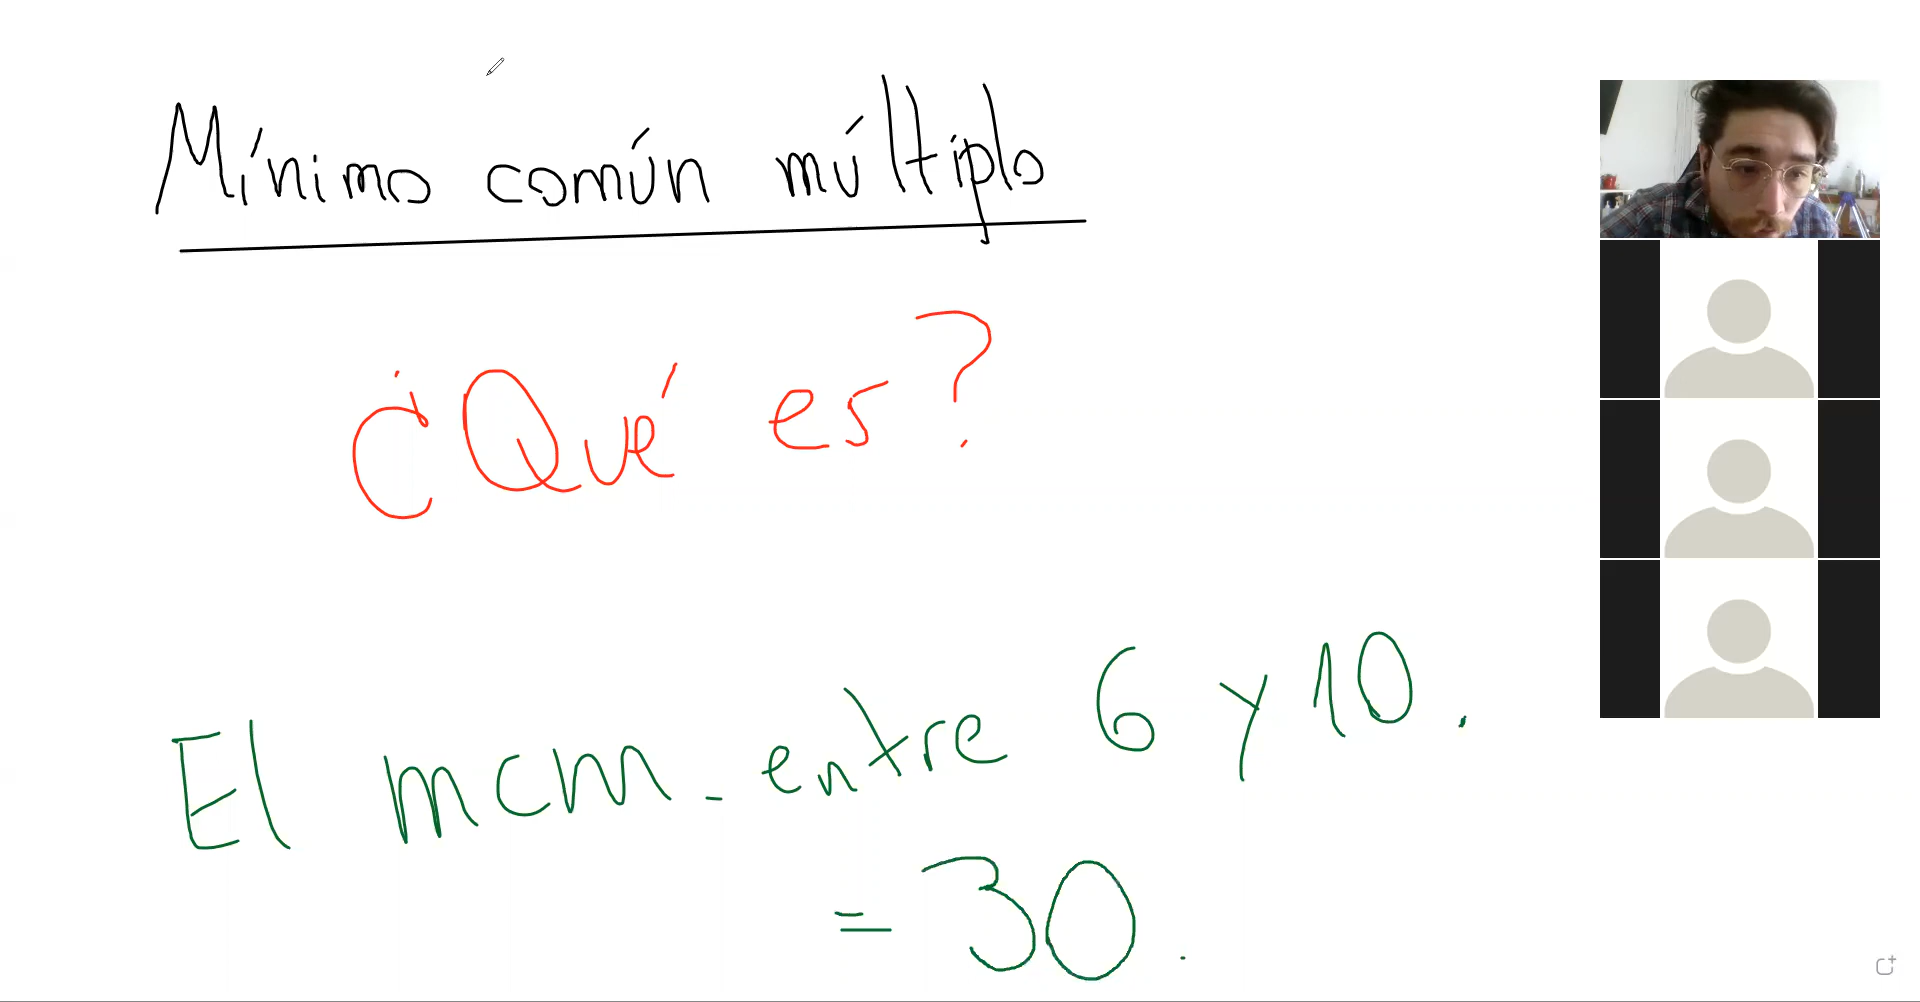 Mínimo común múltiplo
¿Qué es?
El mcm. entre 6 y 10.
= 30.